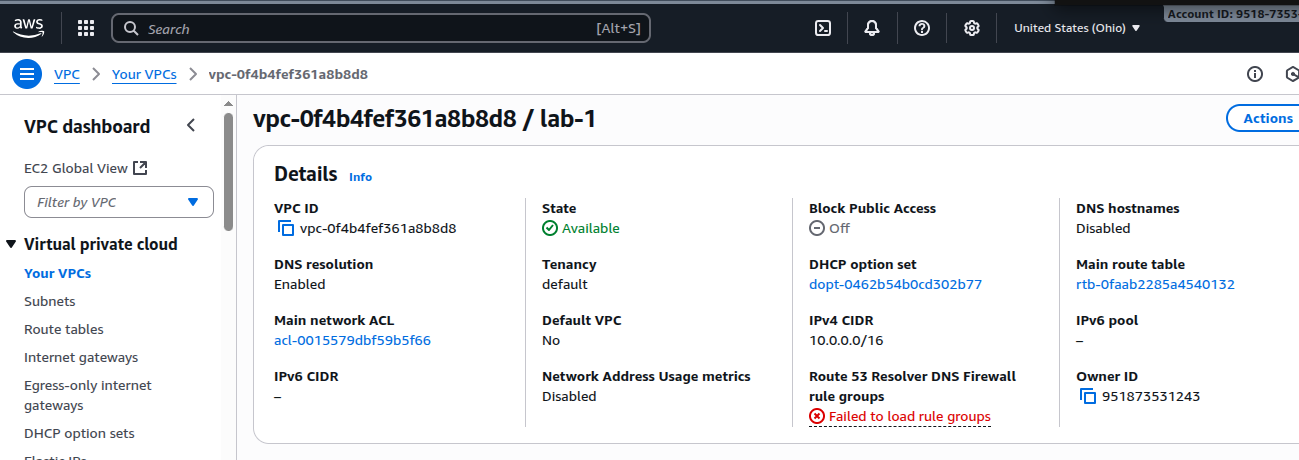 aws
Search
[Alt+S]
United States (Ohio)
Account ID: 9518-7353
VPC
Your VPCs
vpc-0f4b4fef361a8b8d8
VPC dashboard
EC2 Global View
Filter by VPC
Virtual private cloud
Your VPCs
Subnets
Route tables
Internet gateways
Egress-only internet
gateways
DHCP option sets
vpc-0f4b4fef361a8b8d8 / lab-1
Actions
Details Info
VPC ID
vpc-0f4b4fef361a8b8d8
State
Available
Block Public Access
Off
DNS hostnames
Disabled
DNS resolution
Enabled
Tenancy
default
DHCP option set
dopt-0462b54b0cd302b77
Main route table
rtb-0faab2285a4540132
Main network ACL
acl-0015579dbf59b5f66
Default VPC
No
IPv4 CIDR
10.0.0.0/16
IPv6 pool
–
IPv6 CIDR
–
Network Address Usage metrics
Disabled
Route 53 Resolver DNS Firewall
rule groups
Failed to load rule groups
Owner ID
951873531243